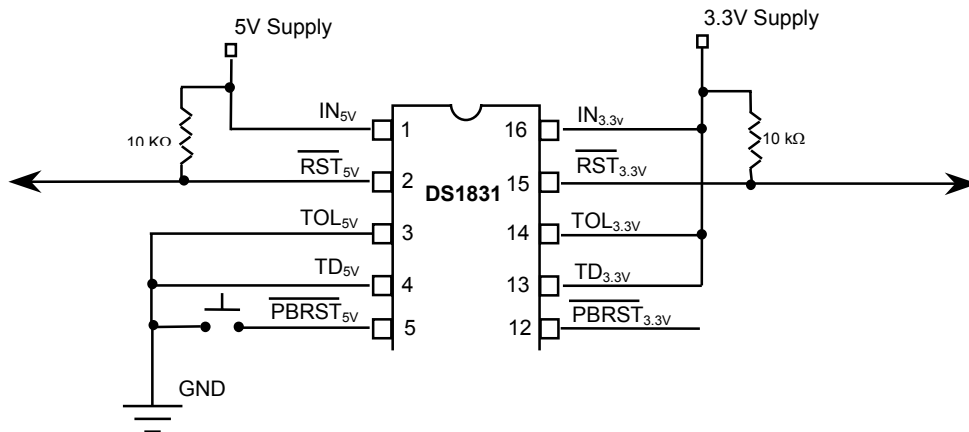 5V Supply
3.3V Supply
IN5V
1
16
IN3.3v
10 KΩ
10 kΩ
RST5V
2
DS1831
15
RST3.3V
TOL5V
3
14
TOL3.3V
TD5V
4
13
TD3.3V
PBRST5V
5
12
PBRST3.3V
GND